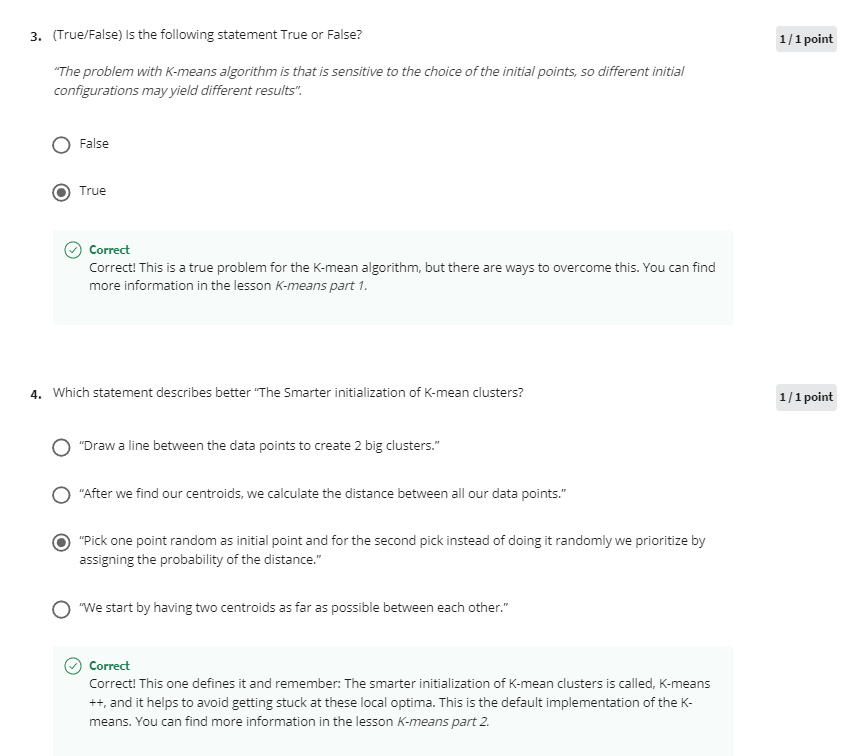 3. (True/False) Is the following statement True or False?
1 / 1 point
“The problem with K-means algorithm is that is sensitive to the choice of the initial points, so different initial
configurations may yield different results”.
False
True
Correct
Correct! This is a true problem for the K-mean algorithm, but there are ways to overcome this. You can find
more information in the lesson K-means part 1.
4. Which statement describes better “The Smarter initialization of K-mean clusters?
1 / 1 point
“Draw a line between the data points to create 2 big clusters.”
“After we find our centroids, we calculate the distance between all our data points.”
“Pick one point random as initial point and for the second pick instead of doing it randomly we prioritize by
assigning the probability of the distance.”
“We start by having two centroids as far as possible between each other.”
Correct
Correct! This one defines it and remember: The smarter initialization of K-mean clusters is called, K-means
++, and it helps to avoid getting stuck at these local optima. This is the default implementation of the K-
means. You can find more information in the lesson K-means part 2.